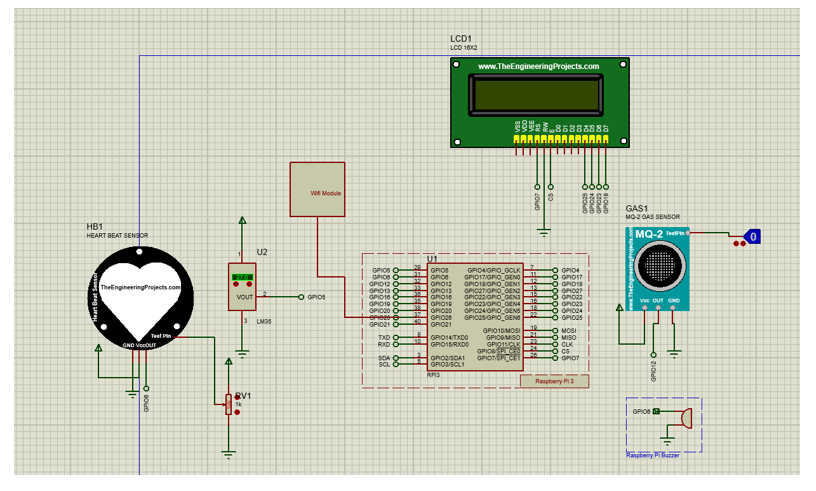 LCD1
LCD 16X2
www.TheEngineeringProjects.com
VSS
VDD
VEE
RS
RW
E
D0
D1
D2
D3
D4
D5
D6
D7
GPIO7
CS
GPIO25
GPIO24
GPIO23
GPIO18
Wifi Module
HB1
HEART BEAT SENSOR
Heart Beat Sensor
TheEngineeringProjects.com
Test Pin
GND VccOUT
GPIO6
U2
1
27.0
VOUT
2
GPIO5
3
LM35
RV1
1k
U1
GPIO5
GPIO6
GPIO12
GPIO13
GPIO16
GPIO19
GPIO20
GPIO26
GPIO21
TXD
RXD
SDA
SCL
29
31
32
33
36
35
38
37
40
8
10
3
5
GPIO5
GPIO6
GPIO12
GPIO13
GPIO16
GPIO19
GPIO20
GPIO26
GPIO21
GPIO14/TXD0
GPIO15/RXD0
GPIO2/SDA1
GPIO3/SCL1
GPIO4/GPIO_GCLK
GPIO17/GPIO_GEN0
GPIO18/GPIO_GEN1
GPIO27/GPIO_GEN2
GPIO22/GPIO_GEN3
GPIO23/GPIO_GEN4
GPIO24/GPIO_GEN5
GPIO25/GPIO_GEN6
GPIO10/MOSI
GPIO9/MISO
GPIO11/CLK
GPIO8/SPI_CE0
GPIO7/SPI_CE1
7
11
12
13
15
16
18
22
19
21
23
24
26
GPIO4
GPIO17
GPIO18
GPIO27
GPIO22
GPIO23
GPIO24
GPIO25
MOSI
MISO
CLK
CS
GPIO7
RPI3
Raspberry Pi 3
GAS1
MQ-2 GAS SENSOR
MQ-2
TestPin
www.TheEngineeringProjects.com
Vcc OUT GND
0
GPIO12
GPIO6
Raspberry Pi Buzzer